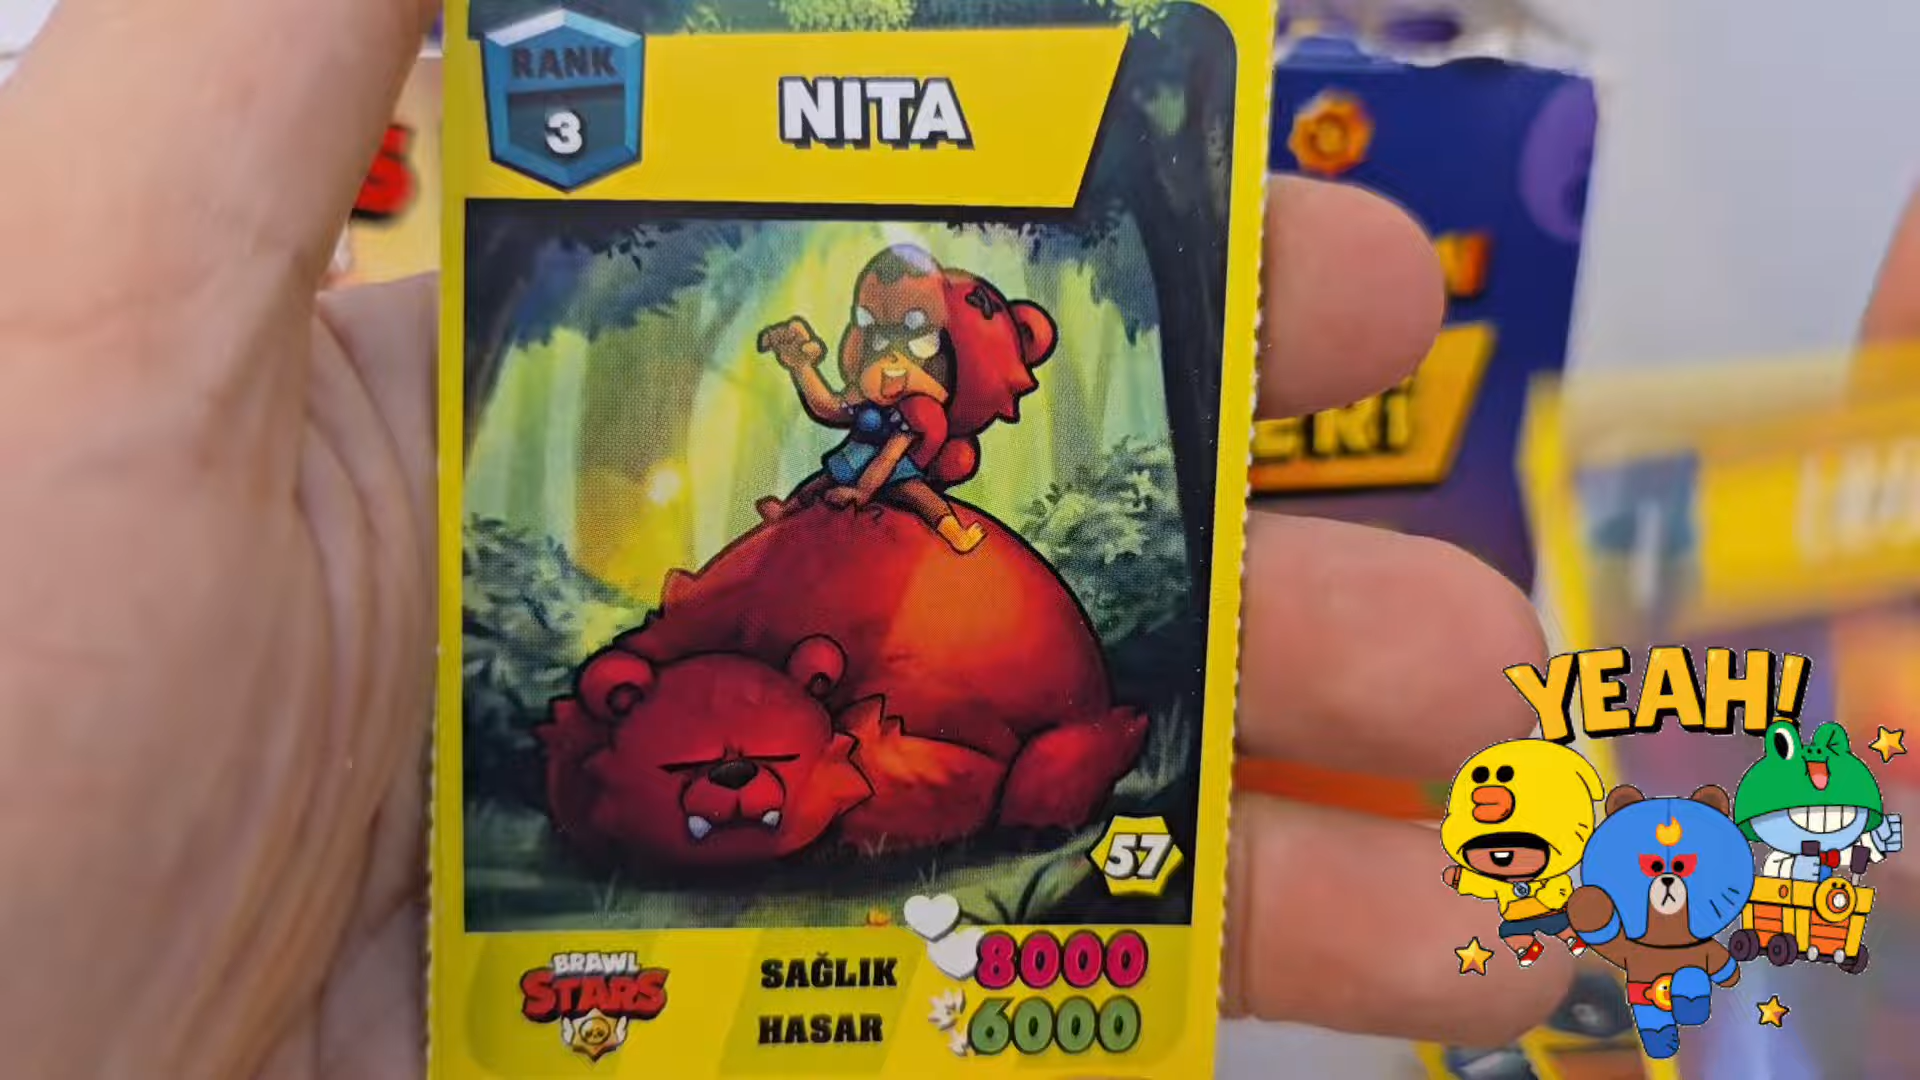 RANK
3
NITA
57
BRAWL
STARS
SAĞLIK 8000
HASAR 6000
YEAH!